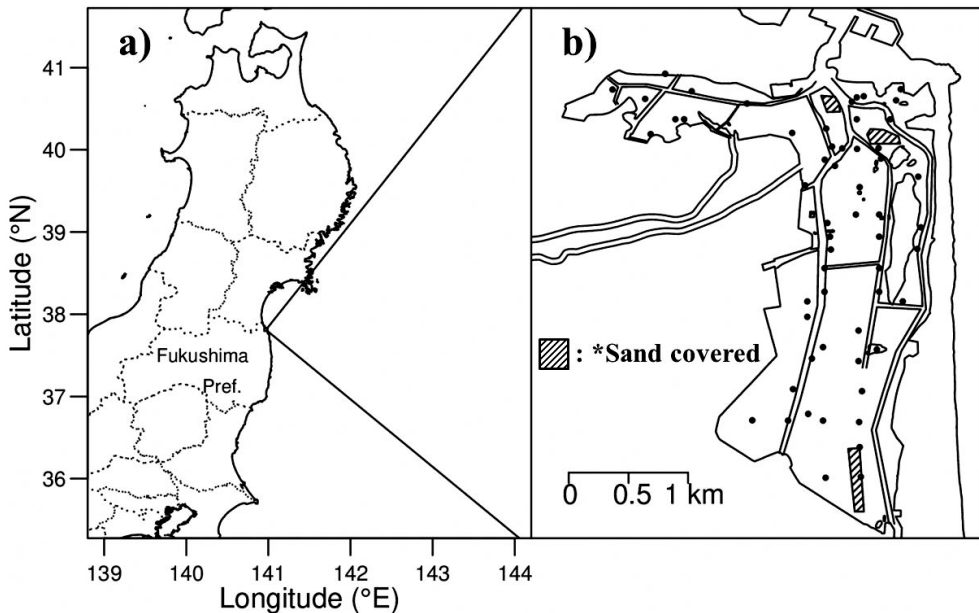 a)
b)
41
40
39
38
37
36
Latitude (°N)
Fukushima
Pref.
: *Sand covered
0 0.5 1 km
139 140 141 142 143 144
Longitude (°E)